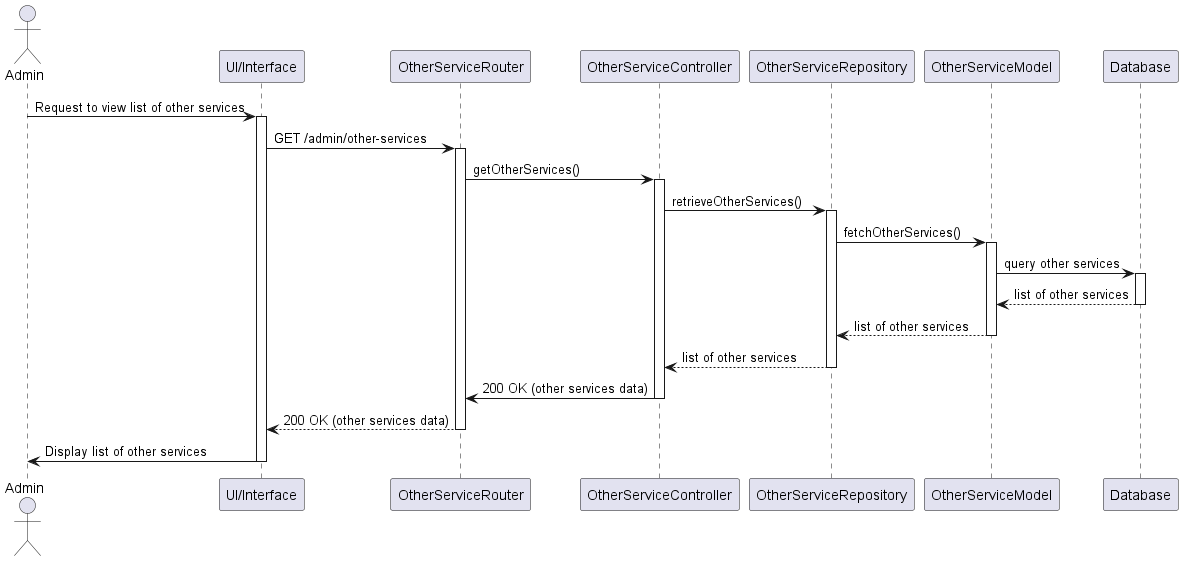 Admin
UI/Interface
OtherServiceRouter
OtherServiceController
OtherServiceRepository
OtherServiceModel
Database
Request to view list of other services
GET /admin/other-services
getOtherServices()
retrieveOtherServices()
fetchOtherServices()
query other services
list of other services
list of other services
list of other services
200 OK (other services data)
200 OK (other services data)
Display list of other services
Admin
UI/Interface
OtherServiceRouter
OtherServiceController
OtherServiceRepository
OtherServiceModel
Database